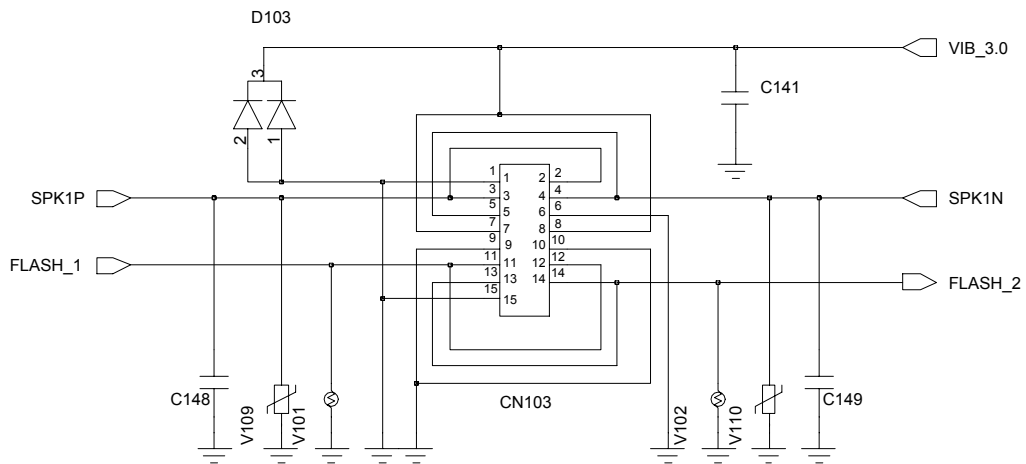 D103
VIB_3.0
3
C141
2 1
1 1 2 2
SPK1P 3 3 4 4 SPK1N
5 5 6 6
7 7 8 8
9 9 10 10
FLASH_1 11 11 12 12
13 13 14 14 FLASH_2
15 15
C148 V109 V101 CN103 V102 V110 C149